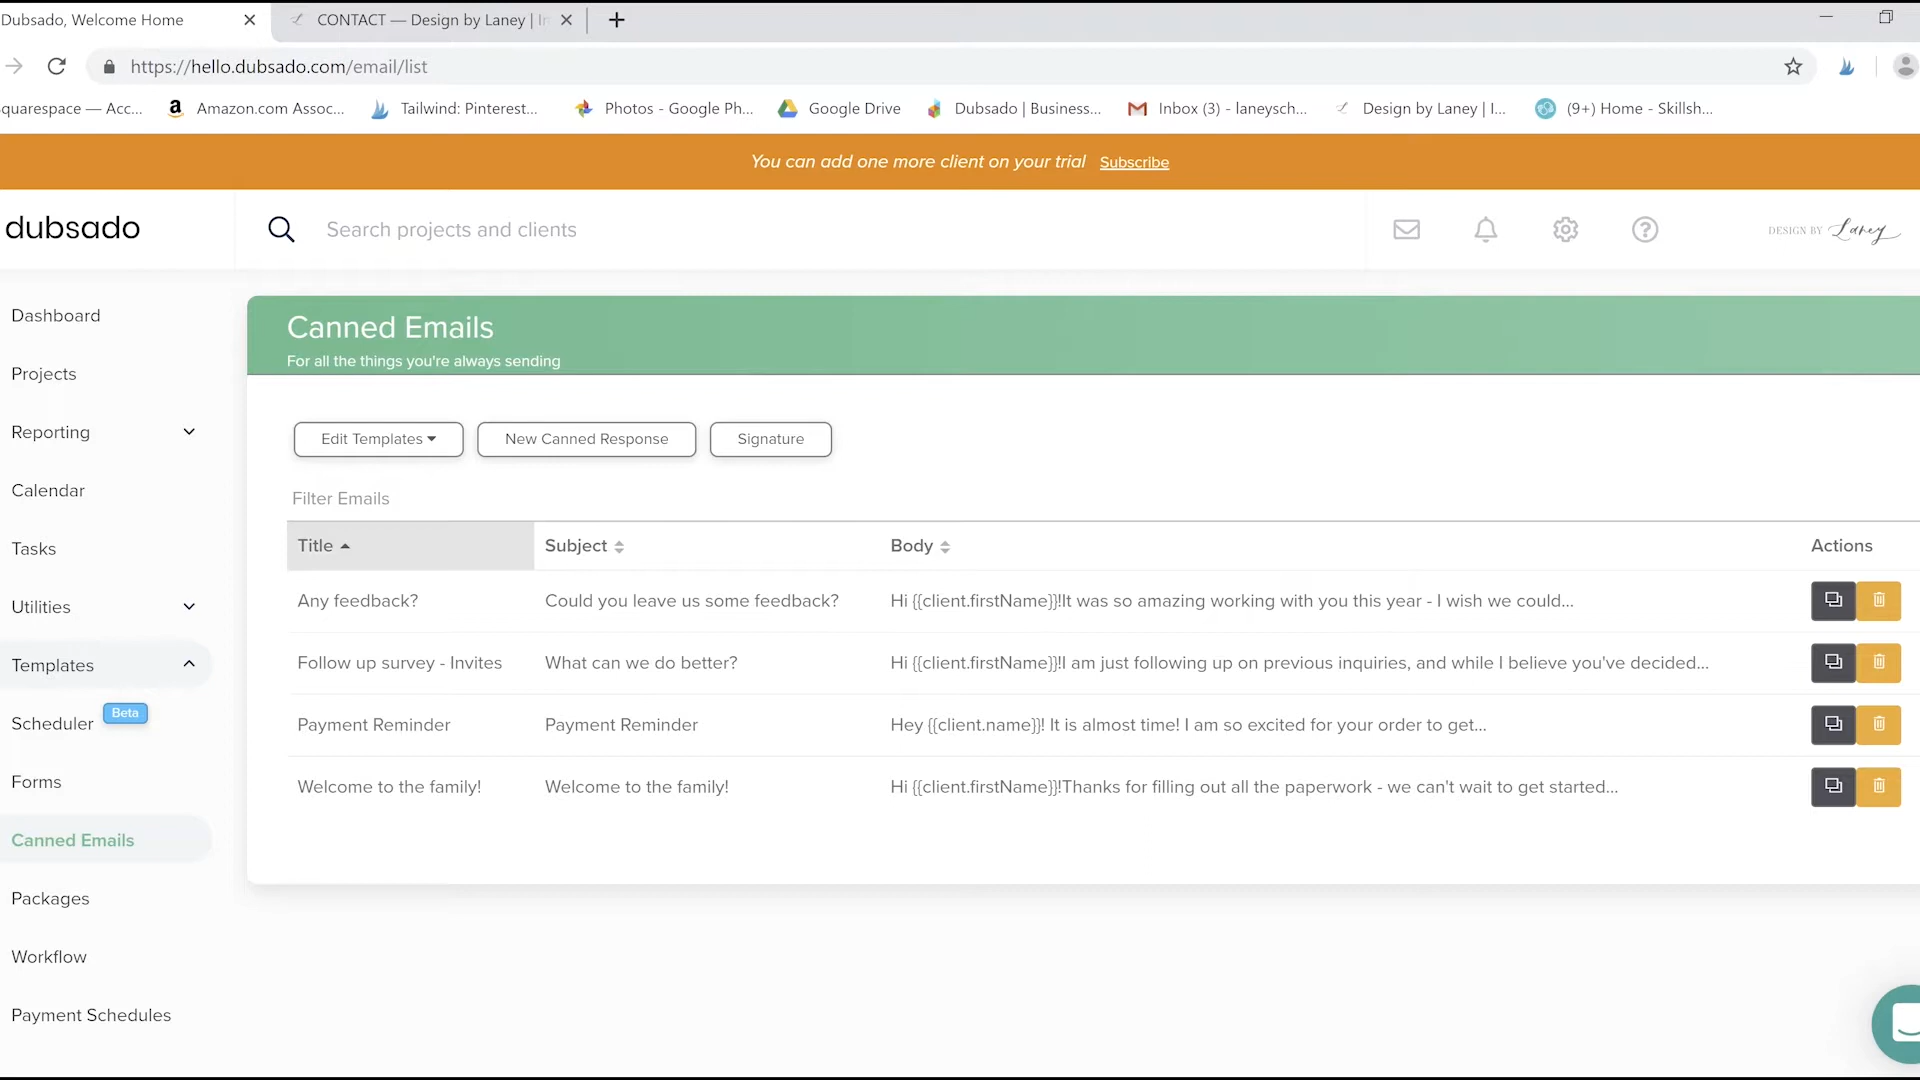 Dubsado, Welcome Home
CONTACT — Design by Laney | In
https://hello.dubsado.com/email/list
quarespace — Acc...
Amazon.com Assoc...
Tailwind: Pinterest...
Photos - Google Ph...
Google Drive
Dubsado | Business...
Inbox (3) - laneysch...
Design by Laney | I...
(9+) Home - Skillsh...
You can add one more client on your trial Subscribe
dubsado
Search projects and clients
DESIGN BY Laney
Dashboard
Projects
Reporting
Calendar
Tasks
Utilities
Templates
Scheduler Beta
Forms
Canned Emails
Packages
Workflow
Payment Schedules
Canned Emails
For all the things you're always sending
Edit Templates
New Canned Response
Signature
Filter Emails
Title Subject Body Actions
Any feedback? Could you leave us some feedback? Hi {{client.firstName}}!It was so amazing working with you this year - I wish we could...
Follow up survey - Invites What can we do better? Hi {{client.firstName}}!I am just following up on previous inquiries, and while I believe you've decided...
Payment Reminder Payment Reminder Hey {{client.name}}! It is almost time! I am so excited for your order to get...
Welcome to the family! Welcome to the family! Hi {{client.firstName}}!Thanks for filling out all the paperwork - we can't wait to get started...